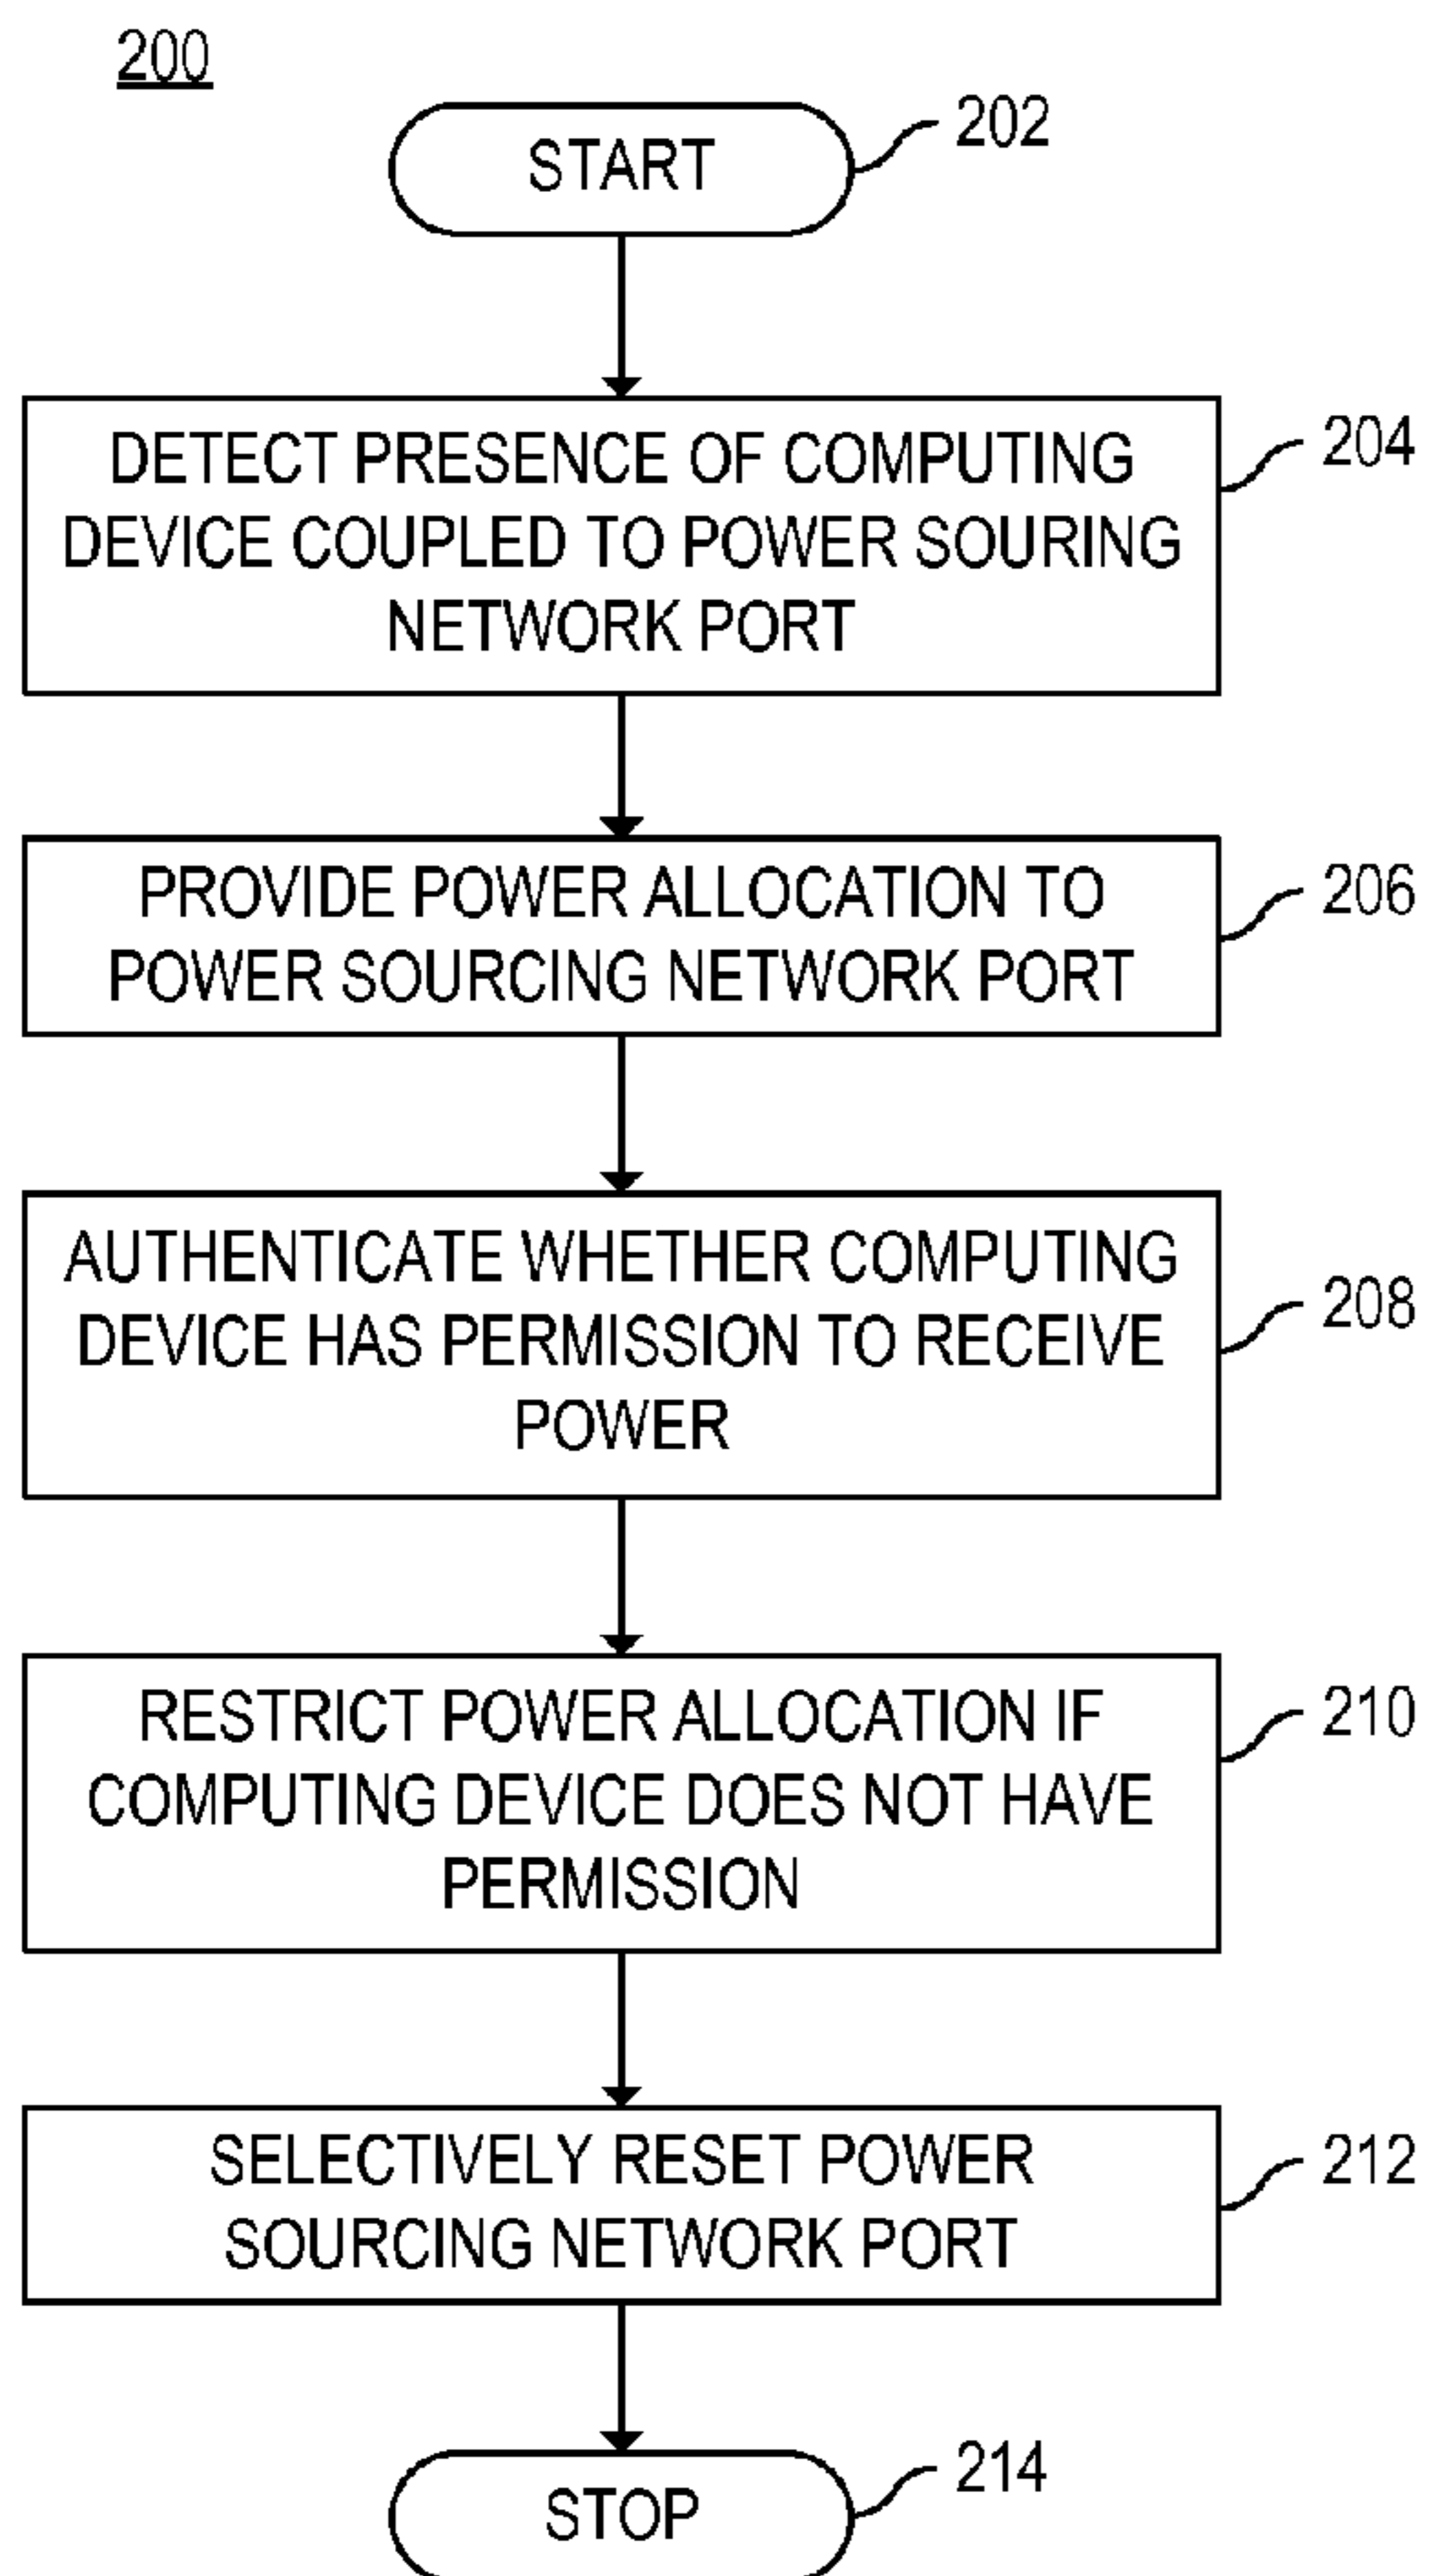 200
START
202
DETECT PRESENCE OF COMPUTING
DEVICE COUPLED TO POWER SOURING
NETWORK PORT
204
PROVIDE POWER ALLOCATION TO
POWER SOURCING NETWORK PORT
206
AUTHENTICATE WHETHER COMPUTING
DEVICE HAS PERMISSION TO RECEIVE
POWER
208
RESTRICT POWER ALLOCATION IF
COMPUTING DEVICE DOES NOT HAVE
PERMISSION
210
SELECTIVELY RESET POWER
SOURCING NETWORK PORT
212
STOP
214